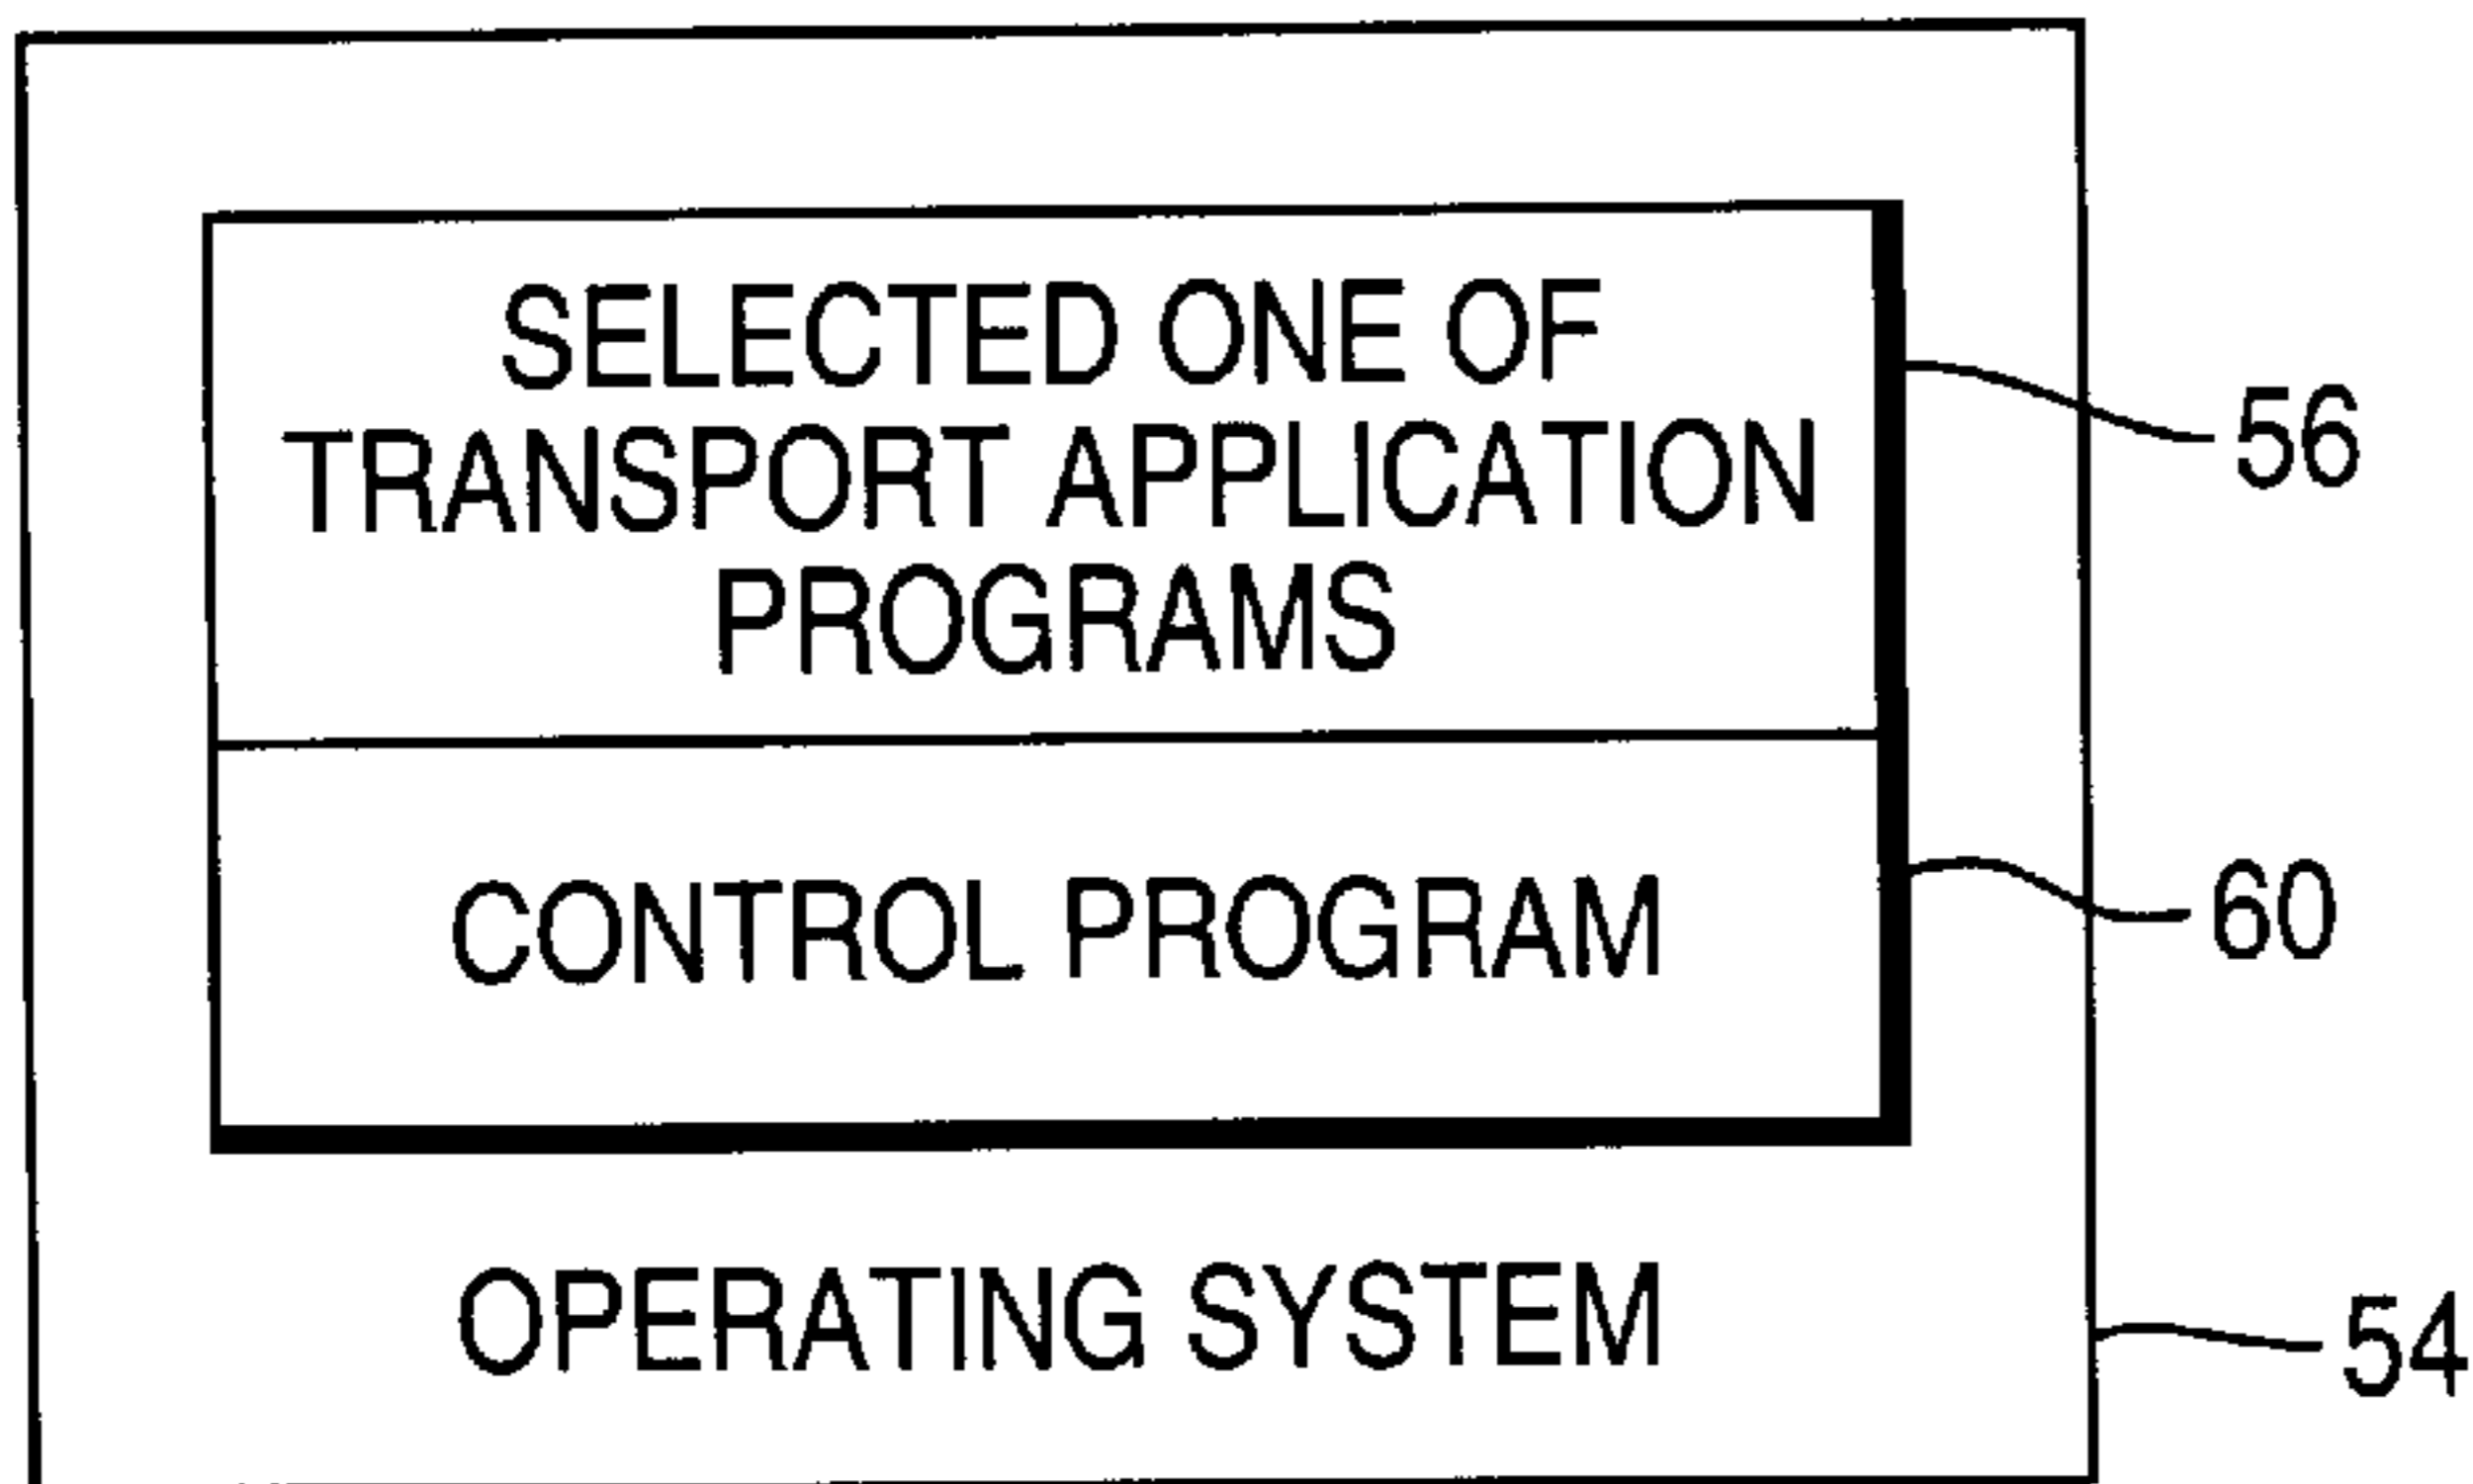 SELECTED ONE OF
TRANSPORT APPLICATION
PROGRAMS
56
CONTROL PROGRAM
60
OPERATING SYSTEM
54